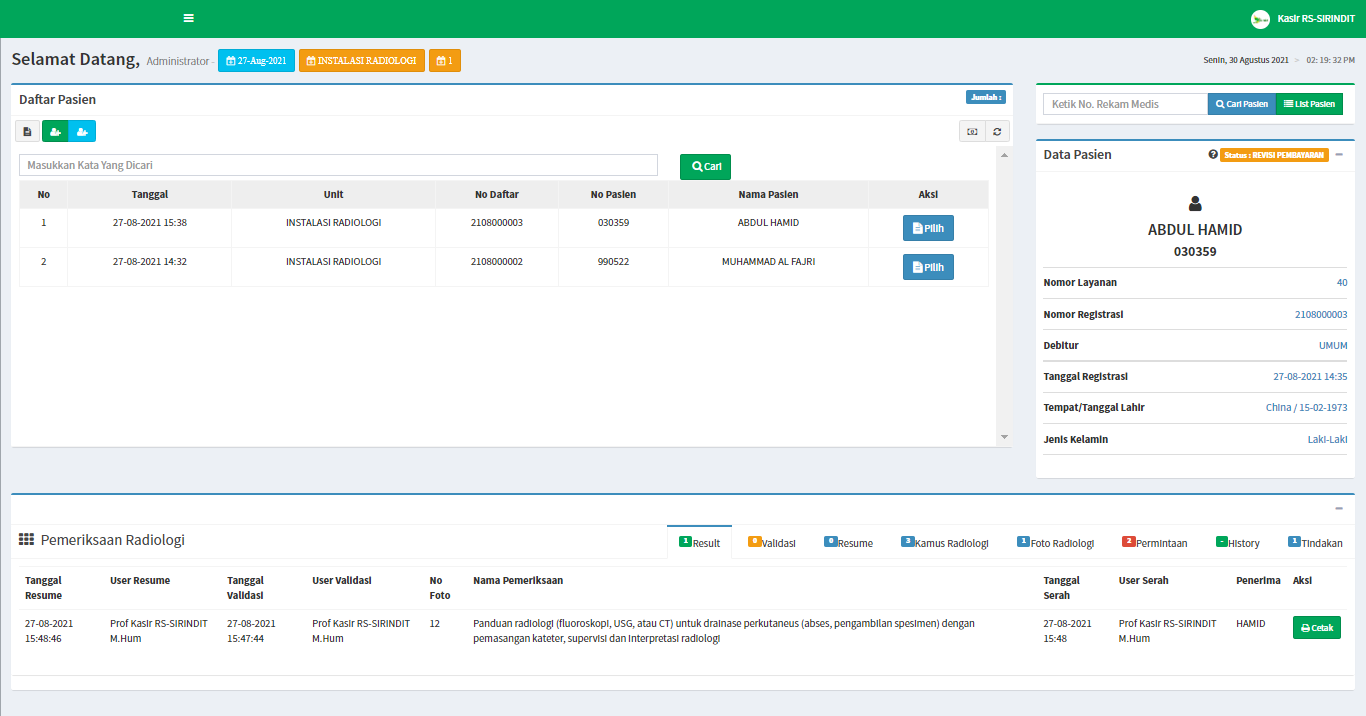 Kasir RS-SIRINDIT
Selamat Datang, Administrator - 27-Aug-2021 INSTALASI RADIOLOGI 1
Senin, 30 Agustus 2021 > 02: 19: 32 PM
Daftar Pasien Jumlah :
Masukkan Kata Yang Dicari Cari
No Tanggal Unit No Daftar No Pasien Nama Pasien Aksi
1 27-08-2021 15:38 INSTALASI RADIOLOGI 2108000003 030359 ABDUL HAMID Pilih
2 27-08-2021 14:32 INSTALASI RADIOLOGI 2108000002 990522 MUHAMMAD AL FAJRI Pilih
Ketik No. Rekam Medis Cari Pasien List Pasien
Data Pasien Status : REVISI PEMBAYARAN
ABDUL HAMID
030359
Nomor Layanan 40
Nomor Registrasi 2108000003
Debitur UMUM
Tanggal Registrasi 27-08-2021 14:35
Tempat/Tanggal Lahir China / 15-02-1973
Jenis Kelamin Laki-Laki
Pemeriksaan Radiologi
1 Result 0 Validasi 0 Resume 3 Kamus Radiologi 1 Foto Radiologi 2 Permintaan - History 1 Tindakan
Tanggal Resume User Resume Tanggal Validasi User Validasi No Foto Nama Pemeriksaan Tanggal Serah User Serah Penerima Aksi
27-08-2021 15:48:46 Prof Kasir RS-SIRINDIT M.Hum 27-08-2021 15:47:44 Prof Kasir RS-SIRINDIT M.Hum 12 Panduan radiologi (fluoroskopi, USG, atau CT) untuk drainase perkutaneus (abses, pengambilan spesimen) dengan pemasangan kateter, supervisi dan interpretasi radiologi 27-08-2021 15:48 Prof Kasir RS-SIRINDIT M.Hum HAMID Cetak